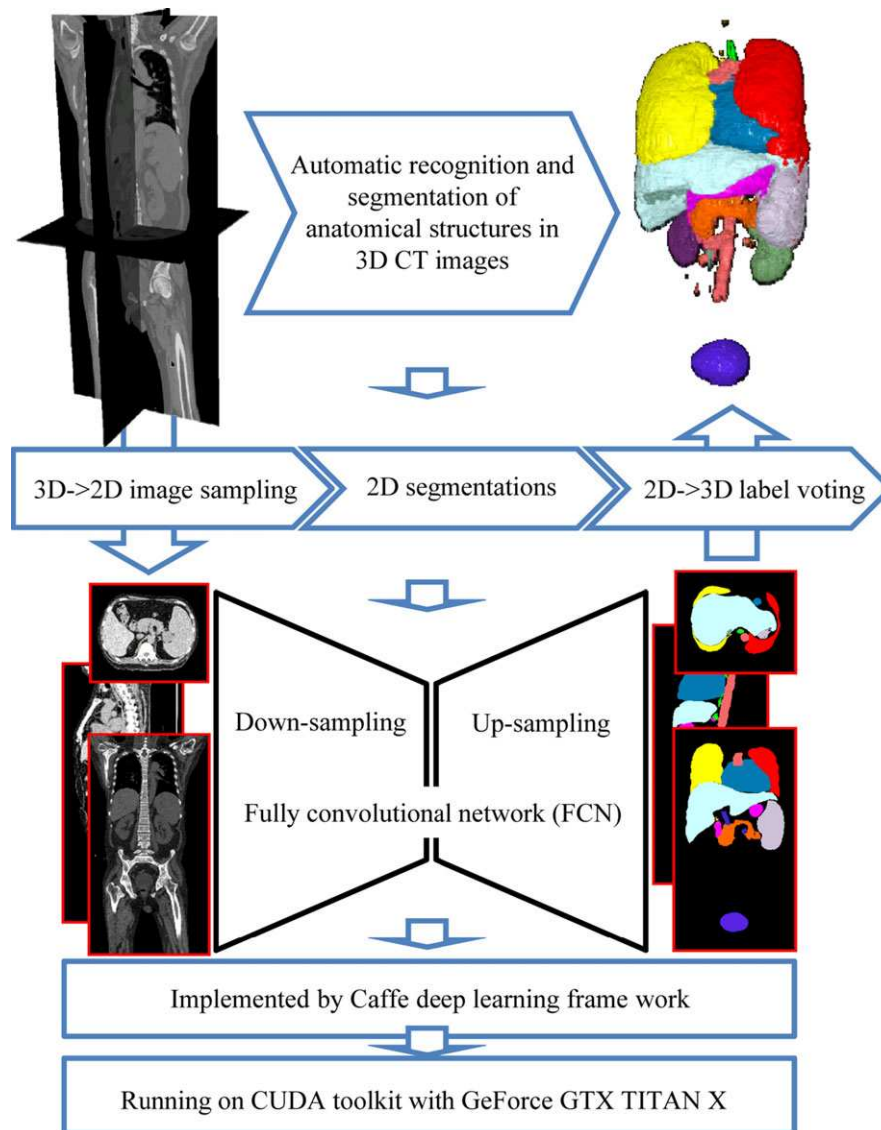 Automatic recognition and
segmentation of
anatomical structures in
3D CT images
3D->2D image sampling
2D segmentations
2D->3D label voting
Down-sampling
Up-sampling
Fully convolutional network (FCN)
Implemented by Caffe deep learning frame work
Running on CUDA toolkit with GeForce GTX TITAN X